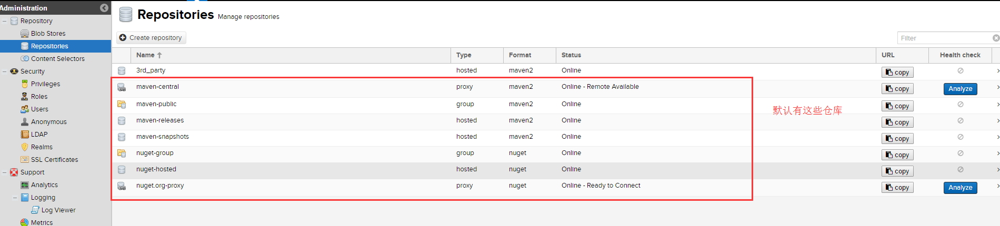 Administration
Repository
Blob Stores
Repositories
Content Selectors
Security
Privileges
Roles
Users
Anonymous
LDAP
Realms
SSL Certificates
Support
Analytics
Logging
Log Viewer
Metrics
Repositories Manage repositories
Create repository
Filter
Name Type Format Status URL Health check
3rd_party hosted maven2 Online copy
maven-central proxy maven2 Online - Remote Available copy Analyze
maven-public group maven2 Online copy
maven-releases hosted maven2 Online copy
maven-snapshots hosted maven2 Online copy
nuget-group group nuget Online copy
nuget-hosted hosted nuget Online copy
nuget.org-proxy proxy nuget Online - Ready to Connect copy Analyze
默认有这些仓库